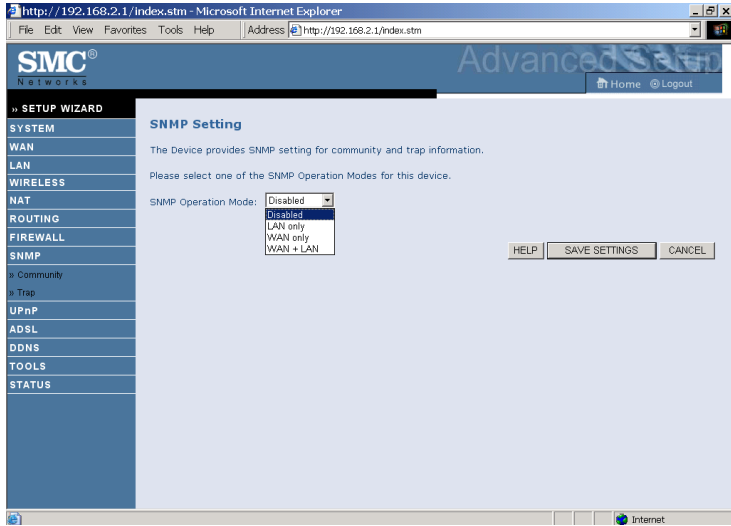 http://192.168.2.1/index.stm - Microsoft Internet Explorer
File Edit View Favorites Tools Help Address http://192.168.2.1/index.stm
SMC®
Networks
Advanced Setup
Home Logout
» SETUP WIZARD
SYSTEM
WAN
LAN
WIRELESS
NAT
ROUTING
FIREWALL
SNMP
» Community
» Trap
UPnP
ADSL
DDNS
TOOLS
STATUS
SNMP Setting
The Device provides SNMP setting for community and trap information.
Please select one of the SNMP Operation Modes for this device.
SNMP Operation Mode: Disabled
Disabled
LAN only
WAN only
WAN + LAN
HELP SAVE SETTINGS CANCEL
Internet